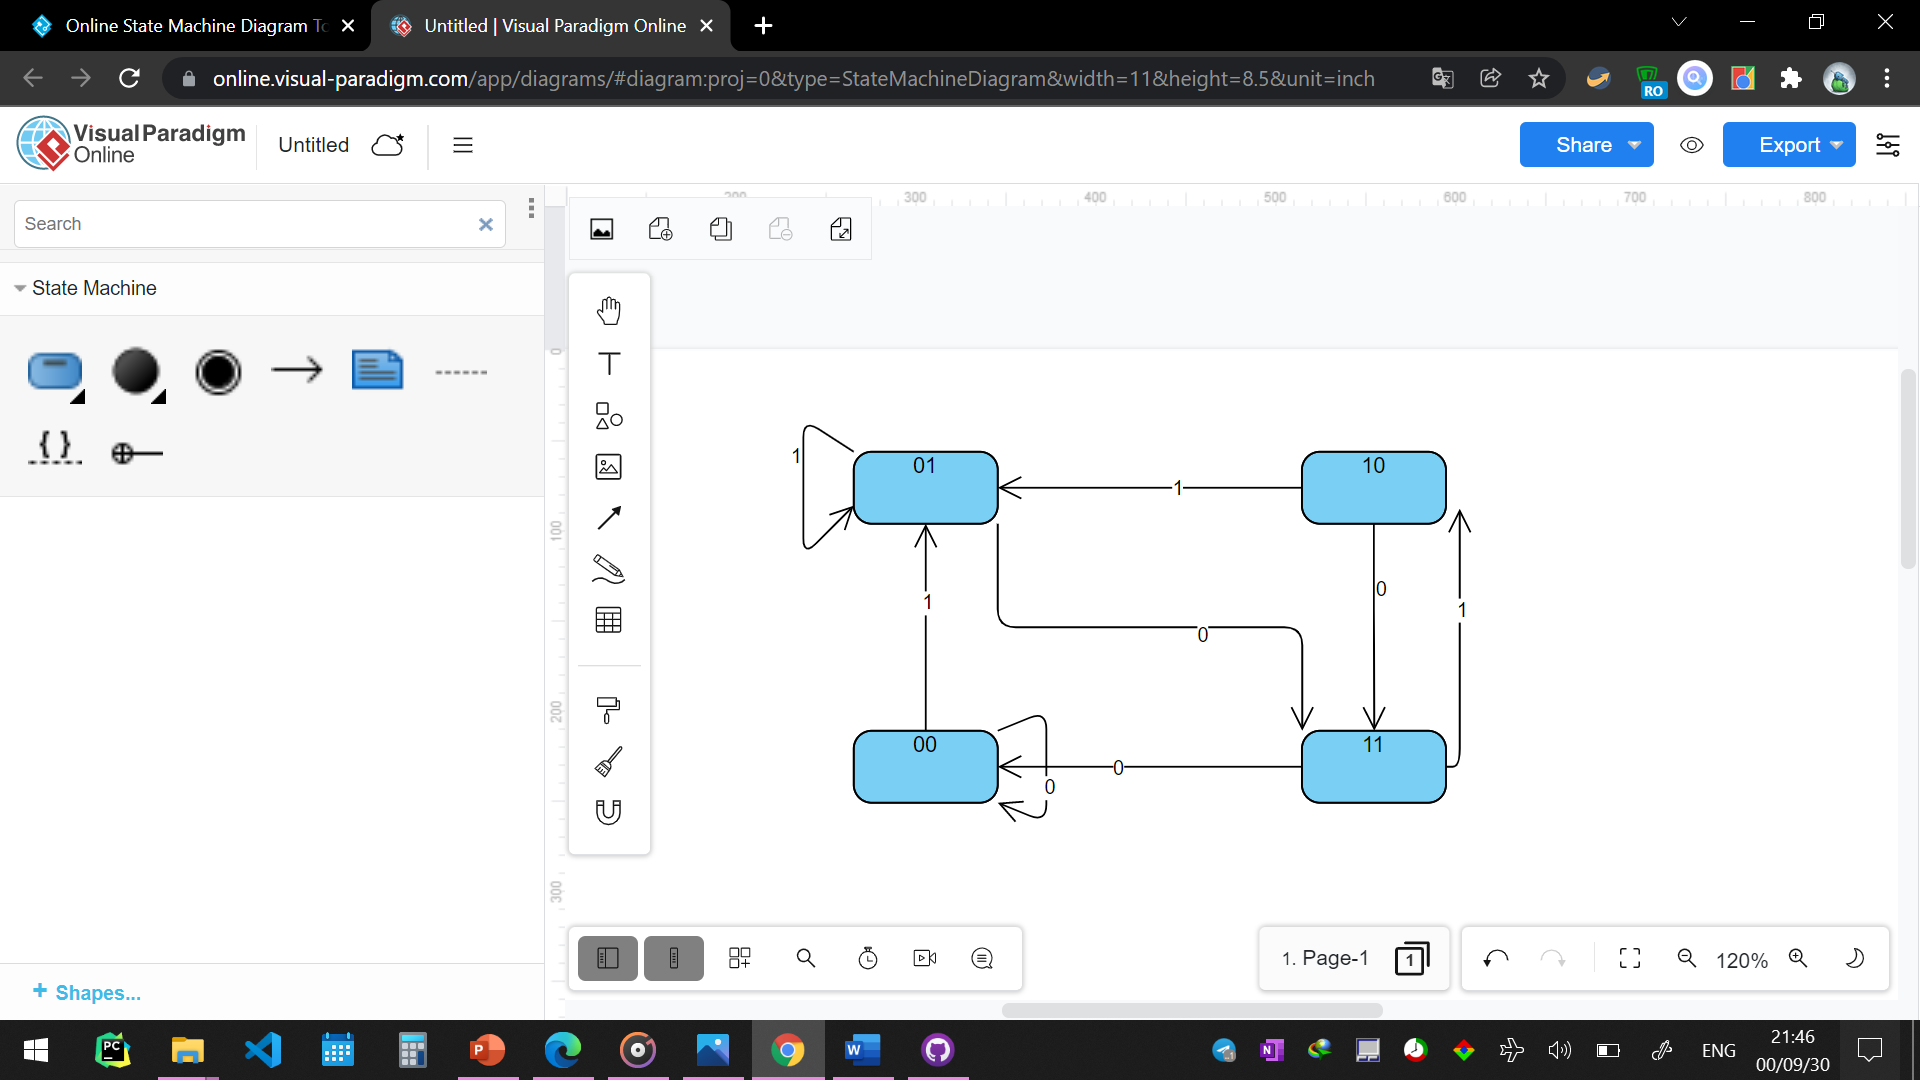 Online State Machine Diagram To
Untitled | Visual Paradigm Online
online.visual-paradigm.com/app/diagrams/#diagram:proj=0&type=StateMachineDiagram&width=11&height=8.5&unit=inch
RO
Visual Paradigm
Online
Untitled
Share
Export
Search
200
300
400
500
600
700
800
State Machine
0
100
200
300
1
01
10
1
1
0
0
1
00
11
0
0
+ Shapes...
1. Page-1
1
120%
PC
P
W
N
ENG
21:46
00/09/30